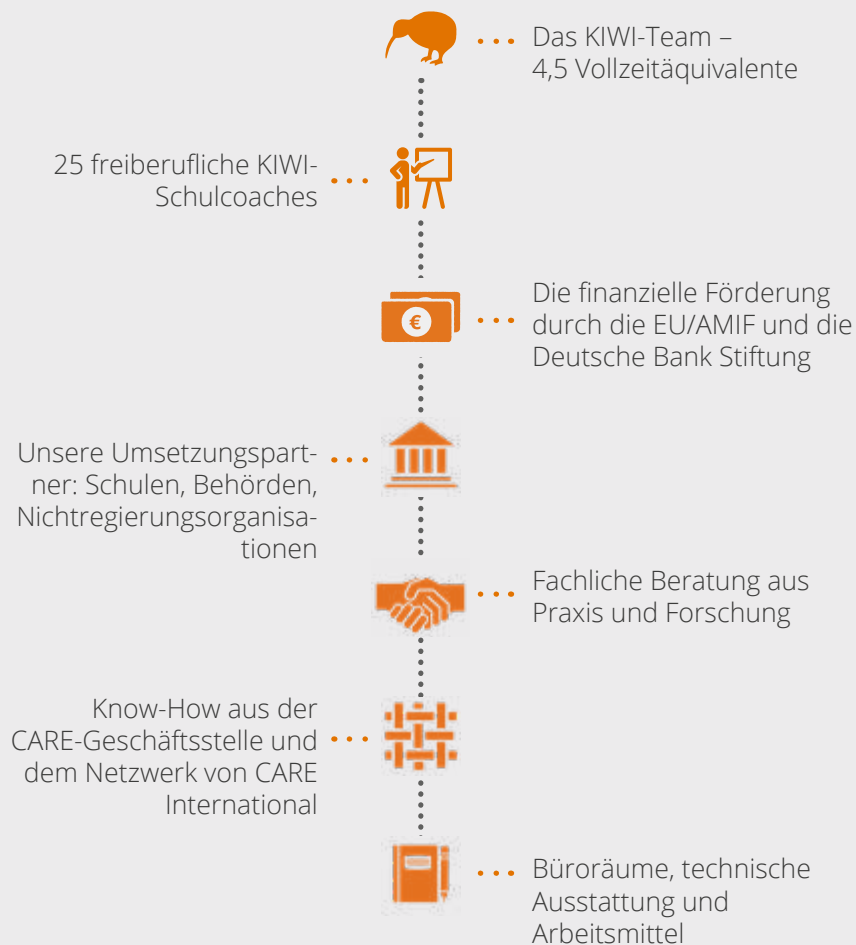 Das KIWI-Team –
4,5 Vollzeitäquivalente
25 freiberufliche KIWI-
Schulcoaches
Die finanzielle Förderung
durch die EU/AMIF und die
Deutsche Bank Stiftung
€
Unsere Umsetzungspart-
ner: Schulen, Behörden,
Nichtregierungsorganisa-
tionen
Fachliche Beratung aus
Praxis und Forschung
Know-How aus der
CARE-Geschäftsstelle und
dem Netzwerk von CARE
International
Büroräume, technische
Ausstattung und
Arbeitsmittel